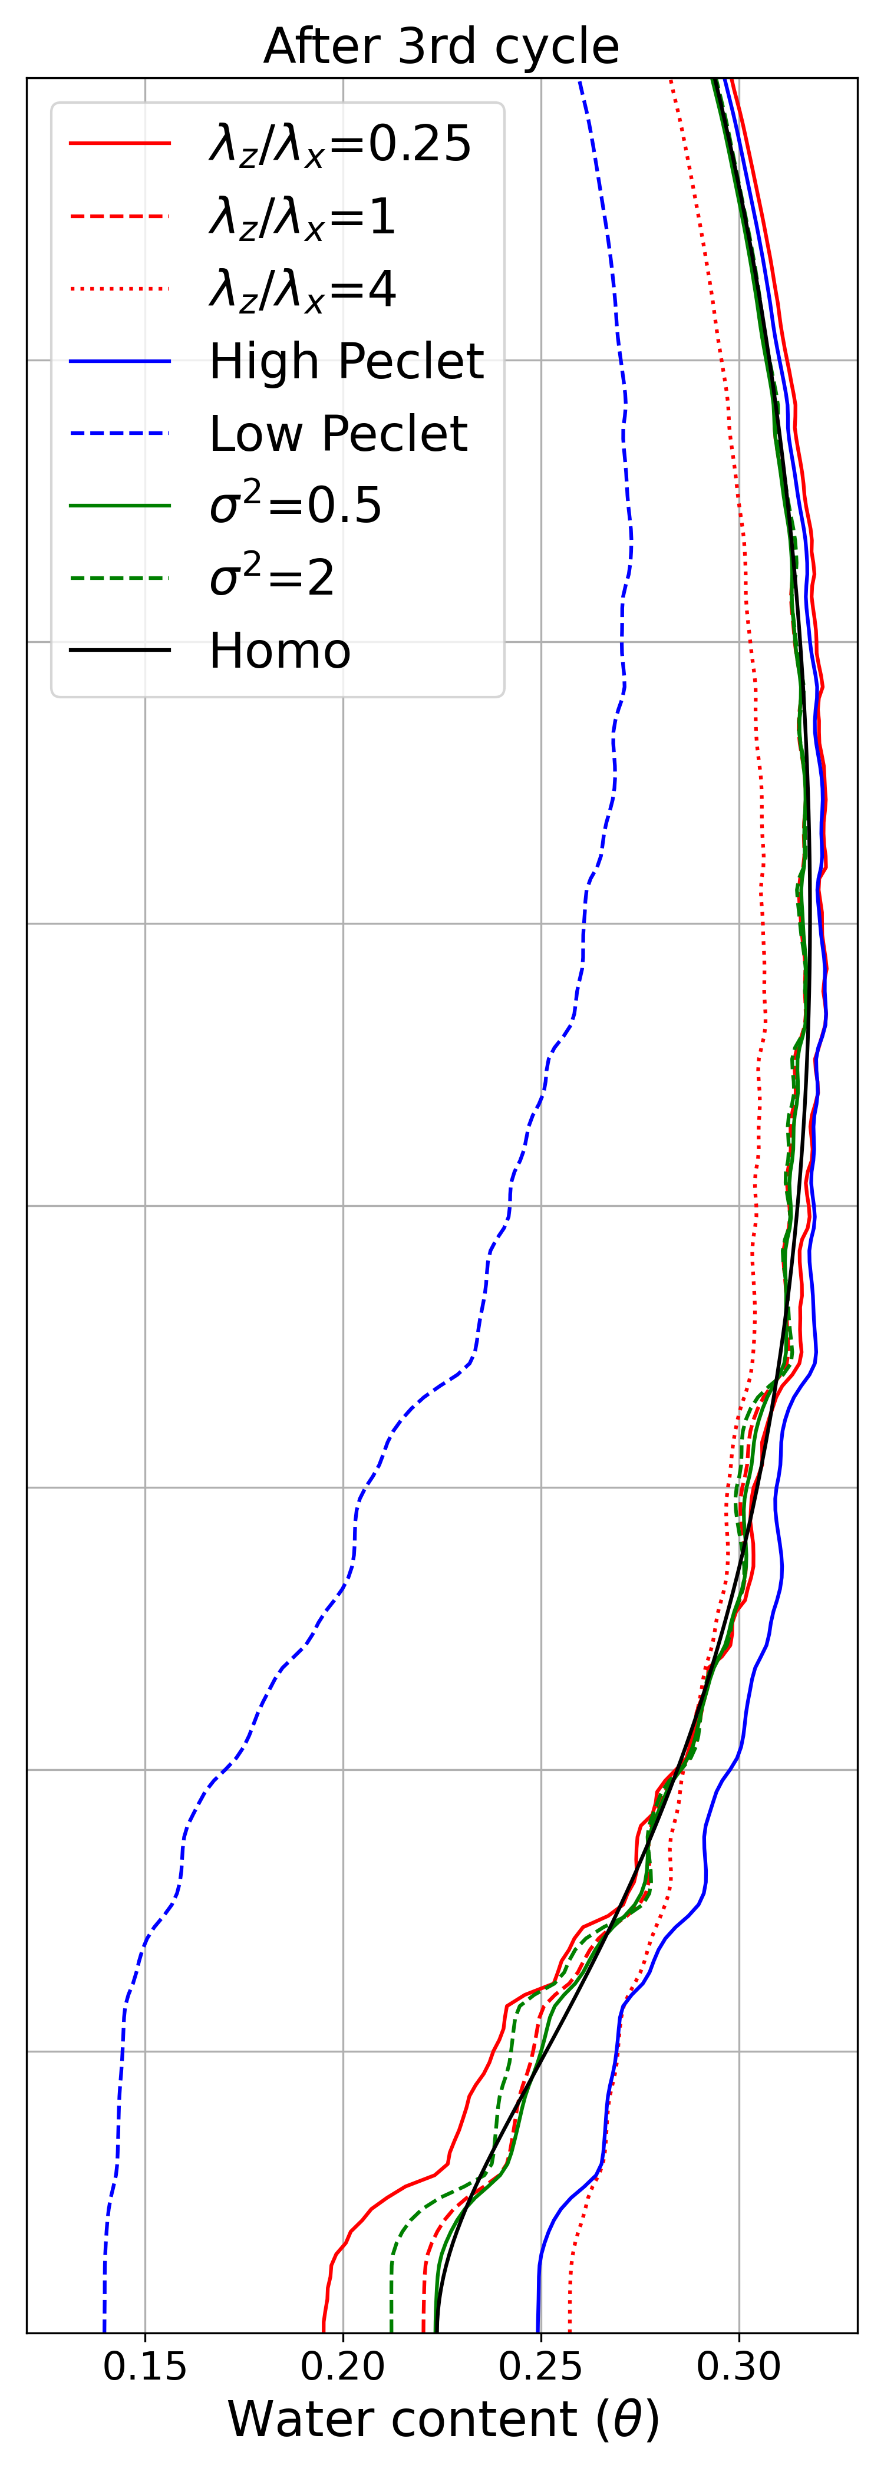 After 3rd cycle
λz/λx=0.25
λz/λx=1
λz/λx=4
High Peclet
Low Peclet
σ²=0.5
σ²=2
Homo
0.15 0.20 0.25 0.30
Water content (θ)